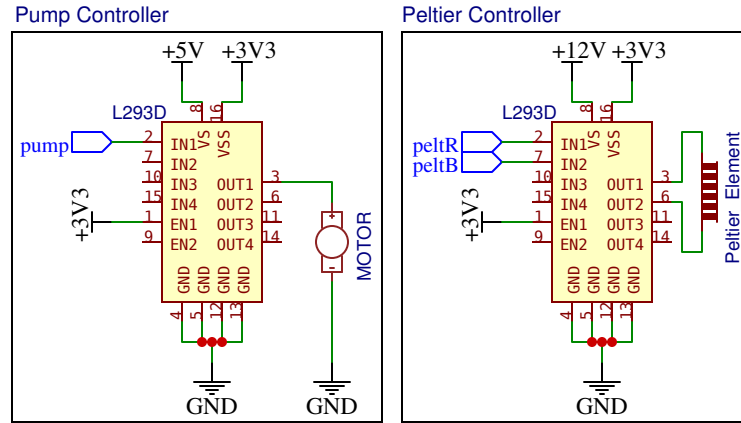 Pump Controller
+5V +3V3
L293D
8 16
VS VSS
pump 2 IN1
7 IN2
10 IN3 OUT1 3
15 IN4 OUT2 6
+3V3 1 EN1 OUT3 11
9 EN2 OUT4 14
GND GND GND GND
4 5 12 13
+
-
MOTOR
GND GND
Peltier Controller
+12V +3V3
L293D
8 16
VS VSS
peltR 2 IN1
peltB 7 IN2
10 IN3 OUT1 3
15 IN4 OUT2 6
+3V3 1 EN1 OUT3 11
9 EN2 OUT4 14
GND GND GND GND
4 5 12 13
Peltier Element
GND